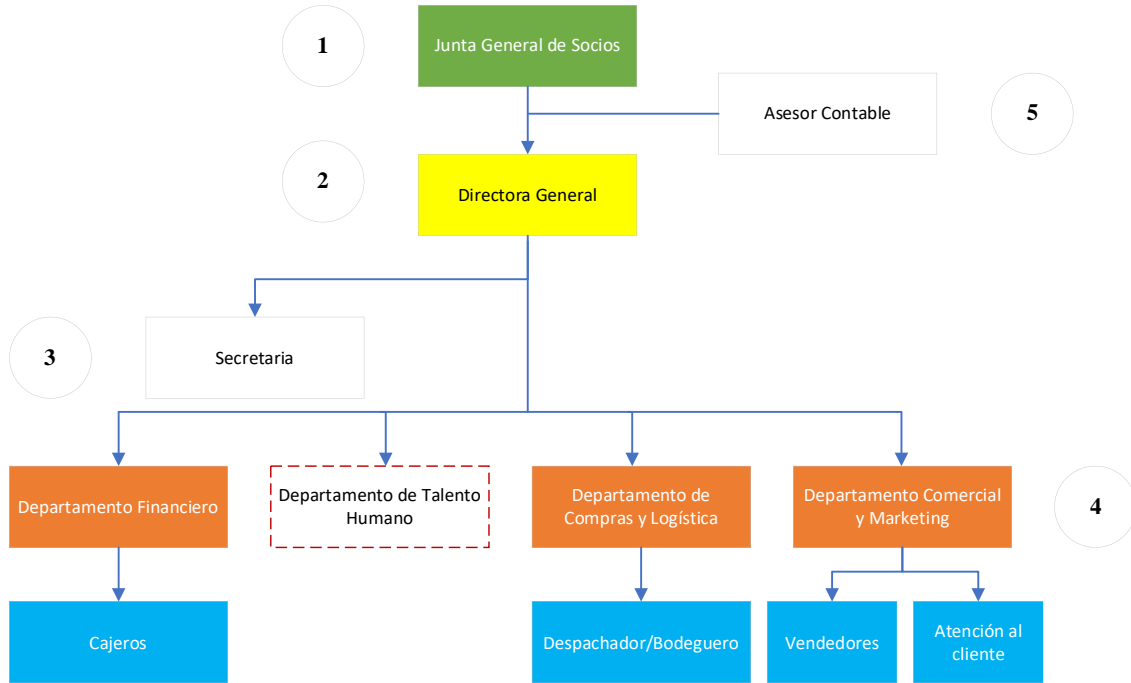 1
Junta General de Socios
Asesor Contable
5
2
Directora General
3
Secretaria
Departamento Financiero
Departamento de Talento
Humano
Departamento de
Compras y Logística
Departamento Comercial
y Marketing
4
Cajeros
Despachador/Bodeguero
Vendedores
Atención al
cliente